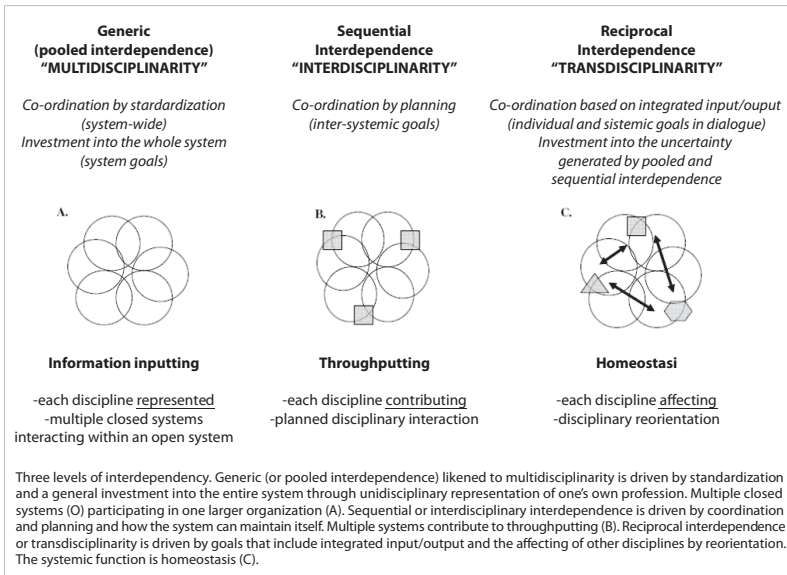 Generic
(pooled interdependence)
“MULTIDISCIPLINARITY”
Co-ordination by stardardization
(system-wide)
Investment into the whole system
(system goals)
A.
Information inputting
-each discipline represented
-multiple closed systems
interacting within an open system
Sequential
Interdependence
“INTERDISCIPLINARITY”
Co-ordination by planning
(inter-systemic goals)
B.
Throughputting
-each discipline contributing
-planned disciplinary interaction
Reciprocal
Interdependence
“TRANSDISCIPLINARITY”
Co-ordination based on integrated input/ouput
(individual and sistemic goals in dialogue)
Investment into the uncertainty
generated by pooled and
sequential interdependence
C.
Homeostasi
-each discipline affecting
-disciplinary reorientation
Three levels of interdependency. Generic (or pooled interdependence) likened to multidisciplinarity is driven by standardization
and a general investment into the entire system through unidisciplinary representation of one’s own profession. Multiple closed
systems (O) participating in one larger organization (A). Sequential or interdisciplinary interdependence is driven by coordination
and planning and how the system can maintain itself. Multiple systems contribute to throughputting (B). Reciprocal interdependence
or transdisciplinarity is driven by goals that include integrated input/output and the affecting of other disciplines by reorientation.
The systemic function is homeostasis (C).